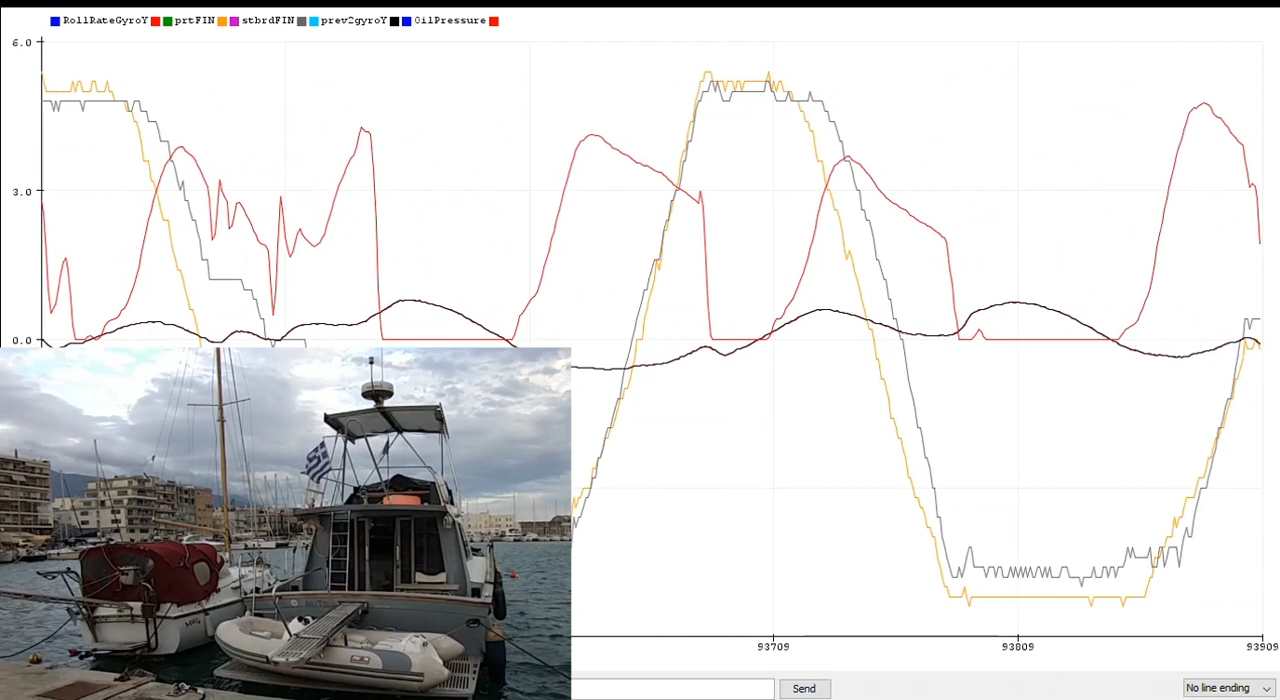 RollRateGyroY prtFIN stbrdFIN prev2gyroY OilPressure
6.0
3.0
0.0
93709 93809 93909
Send No line ending